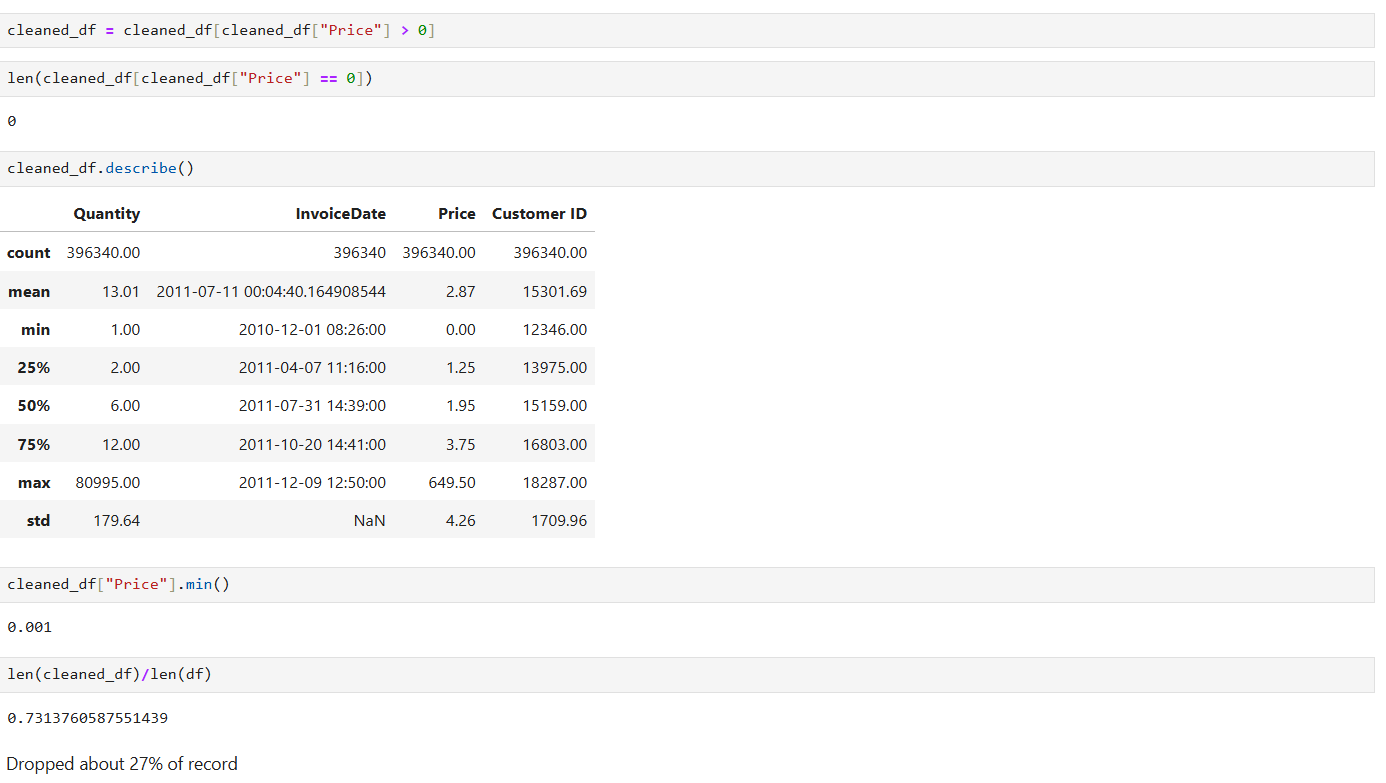 cleaned_df = cleaned_df[cleaned_df["Price"] > 0]
len(cleaned_df[cleaned_df["Price"] == 0])
0
cleaned_df.describe()
Quantity InvoiceDate Price Customer ID
count 396340.00 396340 396340.00 396340.00
mean 13.01 2011-07-11 00:04:40.164908544 2.87 15301.69
min 1.00 2010-12-01 08:26:00 0.00 12346.00
25% 2.00 2011-04-07 11:16:00 1.25 13975.00
50% 6.00 2011-07-31 14:39:00 1.95 15159.00
75% 12.00 2011-10-20 14:41:00 3.75 16803.00
max 80995.00 2011-12-09 12:50:00 649.50 18287.00
std 179.64 NaN 4.26 1709.96
cleaned_df["Price"].min()
0.001
len(cleaned_df)/len(df)
0.7313760587551439
Dropped about 27% of record